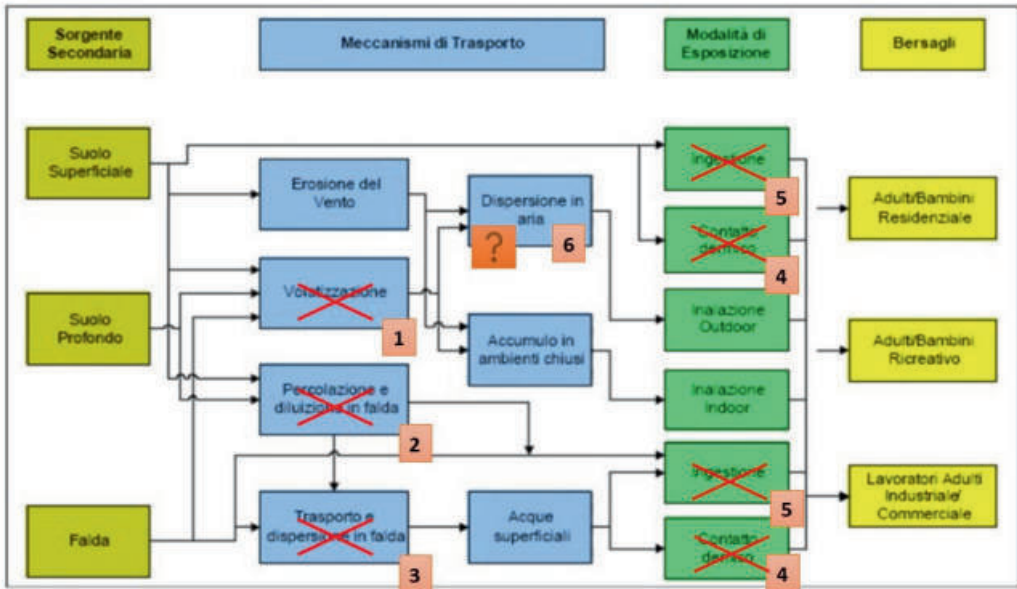 Sorgente
Secondaria
Meccanismi di Trasporto
Modalità di
Esposizione
Bersagli
Suolo
Superficiale
Erosione del
Vento
Dispersione in
aria
?
6
Ingestione
5
Contatto
dermico
4
Adulti/Bambini
Residenziale
Suolo
Profondo
Volatizzazione
1
Accumulo in
ambienti chiusi
Inalazione
Outdoor
Adulti/Bambini
Ricreativo
Percolazione e
diluizione in falda
2
Inalazione
Indoor
Falda
Trasporto e
dispersione in falda
3
Acque
superficiali
Ingestione
5
Contatto
dermico
4
Lavoratori Adulti
Industriale/
Commerciale